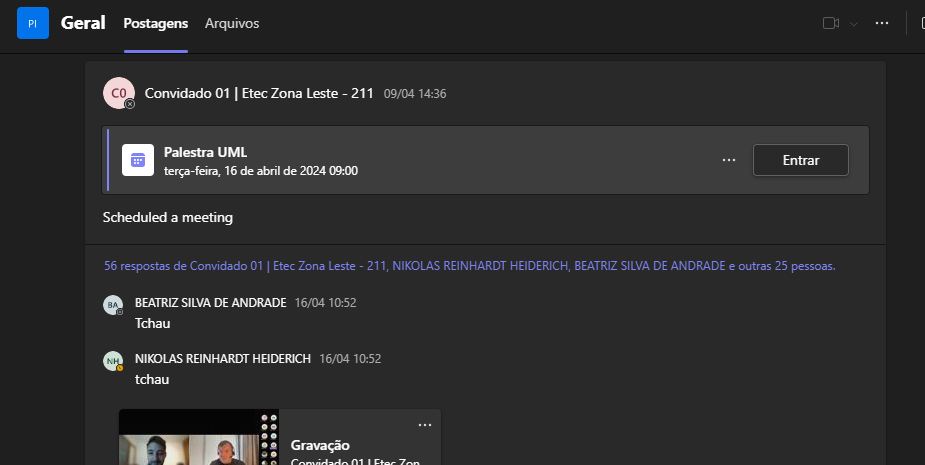 PI
Geral
Postagens
Arquivos
C0
Convidado 01 | Etec Zona Leste - 211
09/04 14:36
Palestra UML
terça-feira, 16 de abril de 2024 09:00
Entrar
Scheduled a meeting
56 respostas de Convidado 01 | Etec Zona Leste - 211, NIKOLAS REINHARDT HEIDERICH, BEATRIZ SILVA DE ANDRADE e outras 25 pessoas.
BA
BEATRIZ SILVA DE ANDRADE
16/04 10:52
Tchau
NH
NIKOLAS REINHARDT HEIDERICH
16/04 10:52
tchau
Gravação
Convidado 01 | Etec Zon